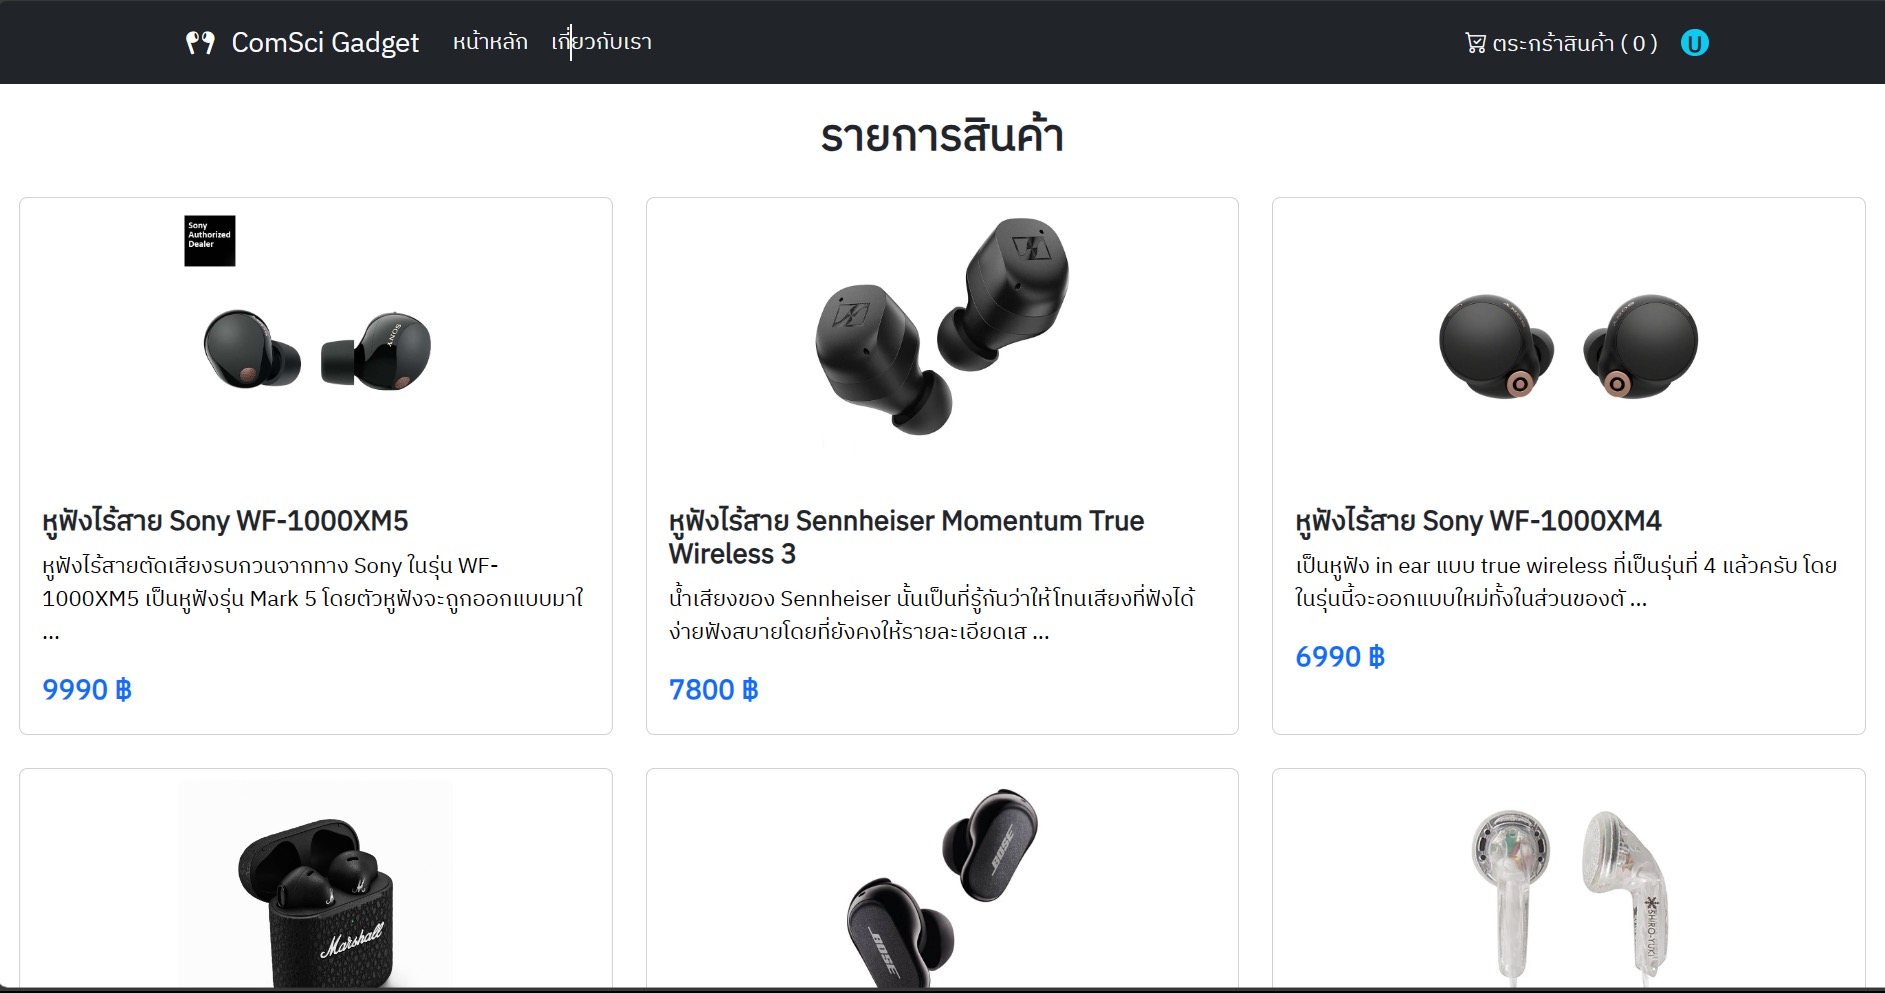 ComSci Gadget หน้าหลัก เกี่ยวกับเรา ตระกร้าสินค้า ( 0 ) U
รายการสินค้า
Sony
Authorized
Dealer
SONY
SONY
SONY
หูฟังไร้สาย Sony WF-1000XM5
หูฟังไร้สายตัดเสียงรบกวนจากทาง Sony ในรุ่น WF-
1000XM5 เป็นหูฟังรุ่น Mark 5 โดยตัวหูฟังจะถูกออกแบบมาใ
...
9990 ฿
หูฟังไร้สาย Sennheiser Momentum True
Wireless 3
น้ำเสียงของ Sennheiser นั้นเป็นที่รู้กันว่าให้โทนเสียงที่ฟังได้
ง่ายฟังสบายโดยที่ยังคงให้รายละเอียดเส ...
7800 ฿
หูฟังไร้สาย Sony WF-1000XM4
เป็นหูฟัง in ear แบบ true wireless ที่เป็นรุ่นที่ 4 แล้วครับ โดย
ในรุ่นนี้จะออกแบบใหม่ทั้งในส่วนของตั ...
6990 ฿
Marshall
BOSE
BOSE
SHIRO-YUKI